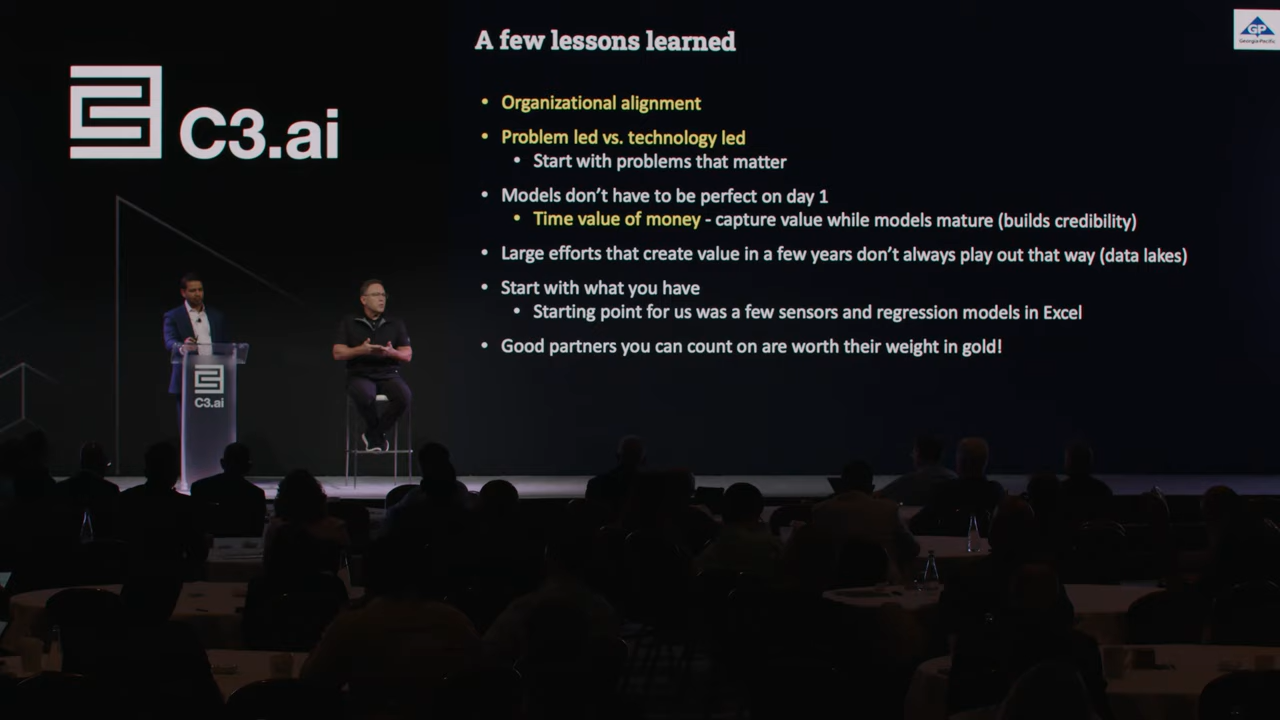 A few lessons learned
GP
Georgia-Pacific
C3.ai
• Organizational alignment
• Problem led vs. technology led
• Start with problems that matter
• Models don’t have to be perfect on day 1
• Time value of money - capture value while models mature (builds credibility)
• Large efforts that create value in a few years don’t always play out that way (data lakes)
• Start with what you have
• Starting point for us was a few sensors and regression models in Excel
• Good partners you can count on are worth their weight in gold!
C3.ai